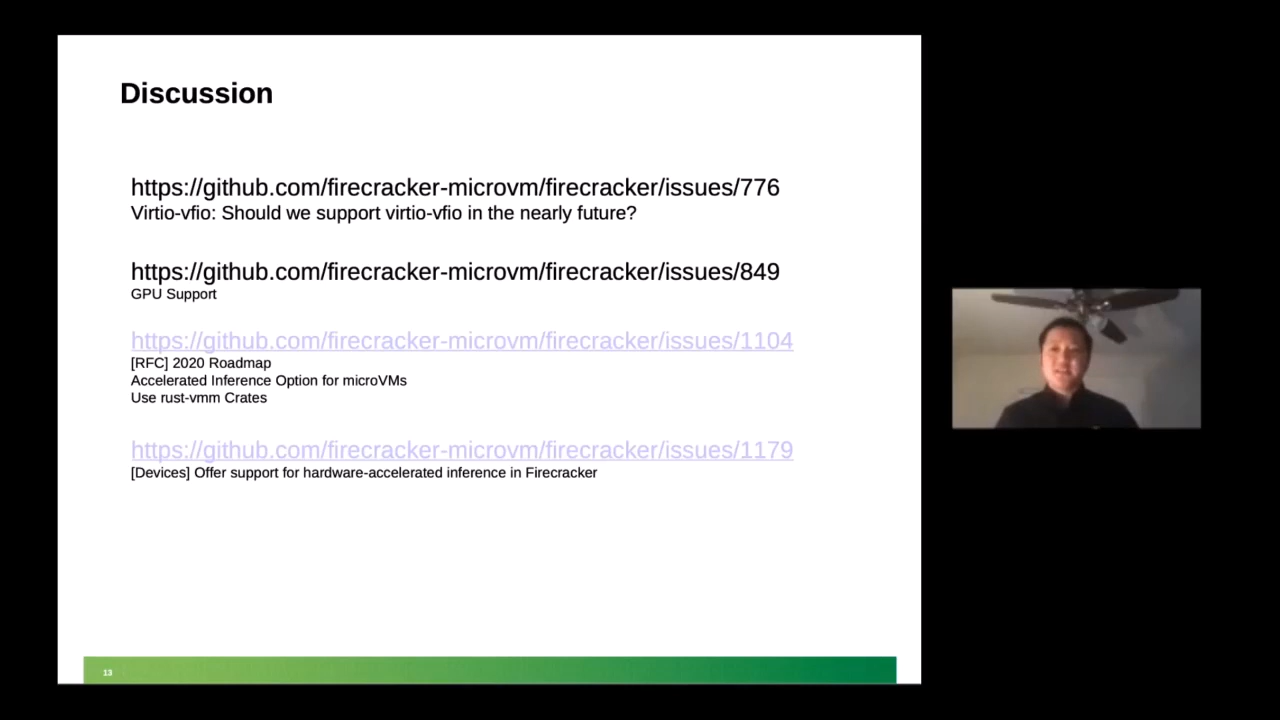 Discussion
https://github.com/firecracker-microvm/firecracker/issues/776
Virtio-vfio: Should we support virtio-vfio in the nearly future?
https://github.com/firecracker-microvm/firecracker/issues/849
GPU Support
https://github.com/firecracker-microvm/firecracker/issues/1104
[RFC] 2020 Roadmap
Accelerated Inference Option for microVMs
Use rust-vmm Crates
https://github.com/firecracker-microvm/firecracker/issues/1179
[Devices] Offer support for hardware-accelerated inference in Firecracker
13